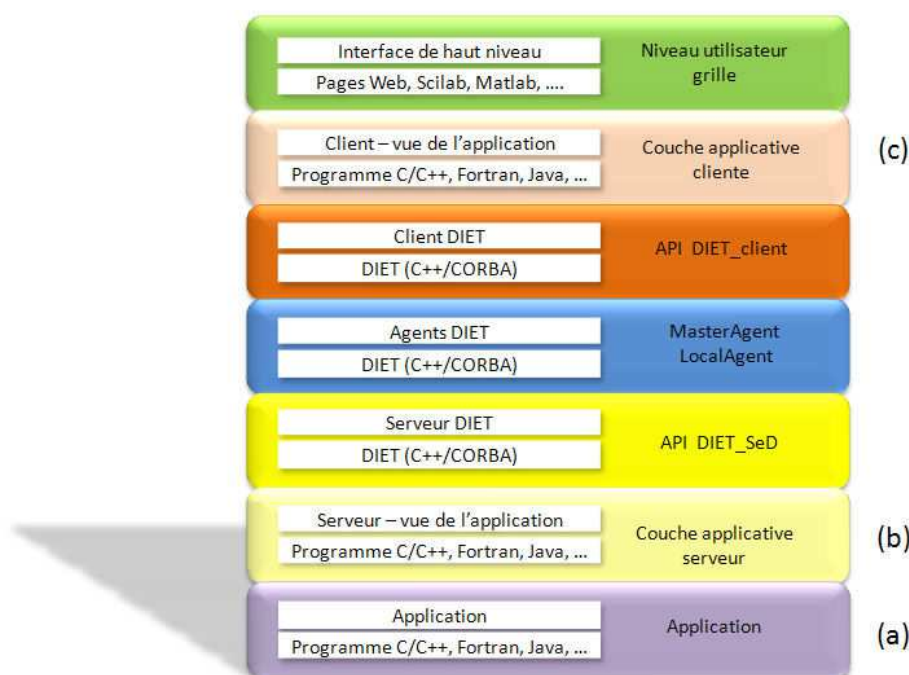 Interface de haut niveau
Pages Web, Scilab, Matlab, ....
Niveau utilisateur
grille
Client – vue de l'application
Programme C/C++, Fortran, Java, ...
Couche applicative
cliente
(c)
Client DIET
DIET (C++/CORBA)
API DIET_client
Agents DIET
DIET (C++/CORBA)
MasterAgent
LocalAgent
Serveur DIET
DIET (C++/CORBA)
API DIET_SeD
Serveur – vue de l'application
Programme C/C++, Fortran, Java, ...
Couche applicative
serveur
(b)
Application
Programme C/C++, Fortran, Java, ...
Application
(a)